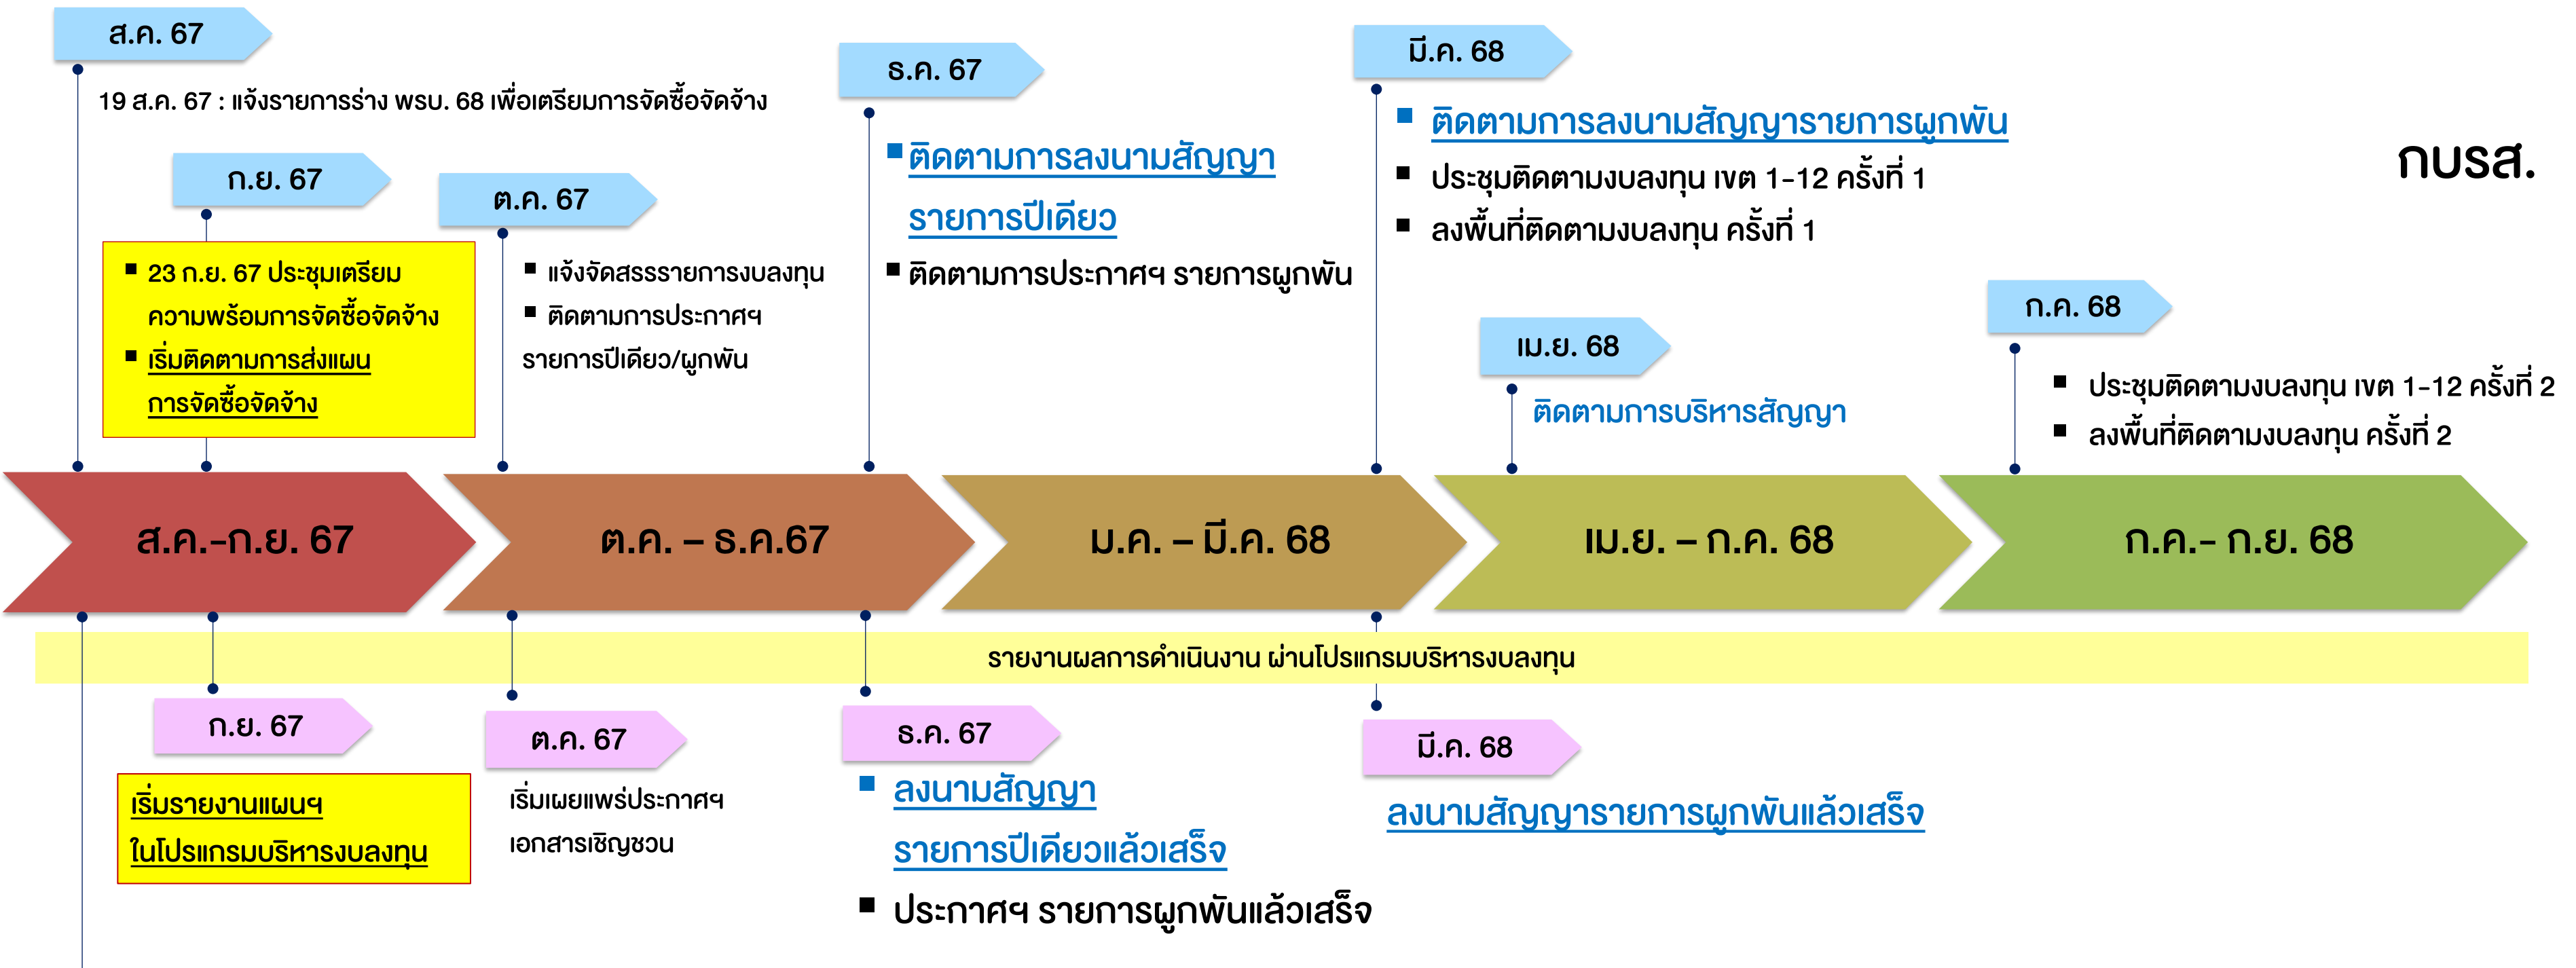 ส.ค. 67
19 ส.ค. 67 : แจ้งรายการร่าง พรบ. 68 เพื่อเตรียมการจัดซื้อจัดจ้าง
ก.ย. 67
23 ก.ย. 67 ประชุมเตรียม
ความพร้อมการจัดซื้อจัดจ้าง
เริ่มติดตามการส่งแผน
การจัดซื้อจัดจ้าง
ต.ค. 67
แจ้งจัดสรรรายการงบลงทุน
ติดตามการประกาศฯ
รายการปีเดียว/ผูกพัน
ธ.ค. 67
ติดตามการลงนามสัญญา
รายการปีเดียว
ติดตามการประกาศฯ รายการผูกพัน
มี.ค. 68
ติดตามการลงนามสัญญารายการผูกพัน
ประชุมติดตามงบลงทุน เขต 1-12 ครั้งที่ 1
ลงพื้นที่ติดตามงบลงทุน ครั้งที่ 1
กบรส.
เม.ย. 68
ติดตามการบริหารสัญญา
ก.ค. 68
ประชุมติดตามงบลงทุน เขต 1-12 ครั้งที่ 2
ลงพื้นที่ติดตามงบลงทุน ครั้งที่ 2
ส.ค.-ก.ย. 67
ต.ค. – ธ.ค.67
ม.ค. – มี.ค. 68
เม.ย. – ก.ค. 68
ก.ค.- ก.ย. 68
รายงานผลการดำเนินงาน ผ่านโปรแกรมบริหารงบลงทุน
ก.ย. 67
เริ่มรายงานแผนฯ
ในโปรแกรมบริหารงบลงทุน
ต.ค. 67
เริ่มเผยแพร่ประกาศฯ
เอกสารเชิญชวน
ธ.ค. 67
ลงนามสัญญา
รายการปีเดียวแล้วเสร็จ
ประกาศฯ รายการผูกพันแล้วเสร็จ
มี.ค. 68
ลงนามสัญญารายการผูกพันแล้วเสร็จ